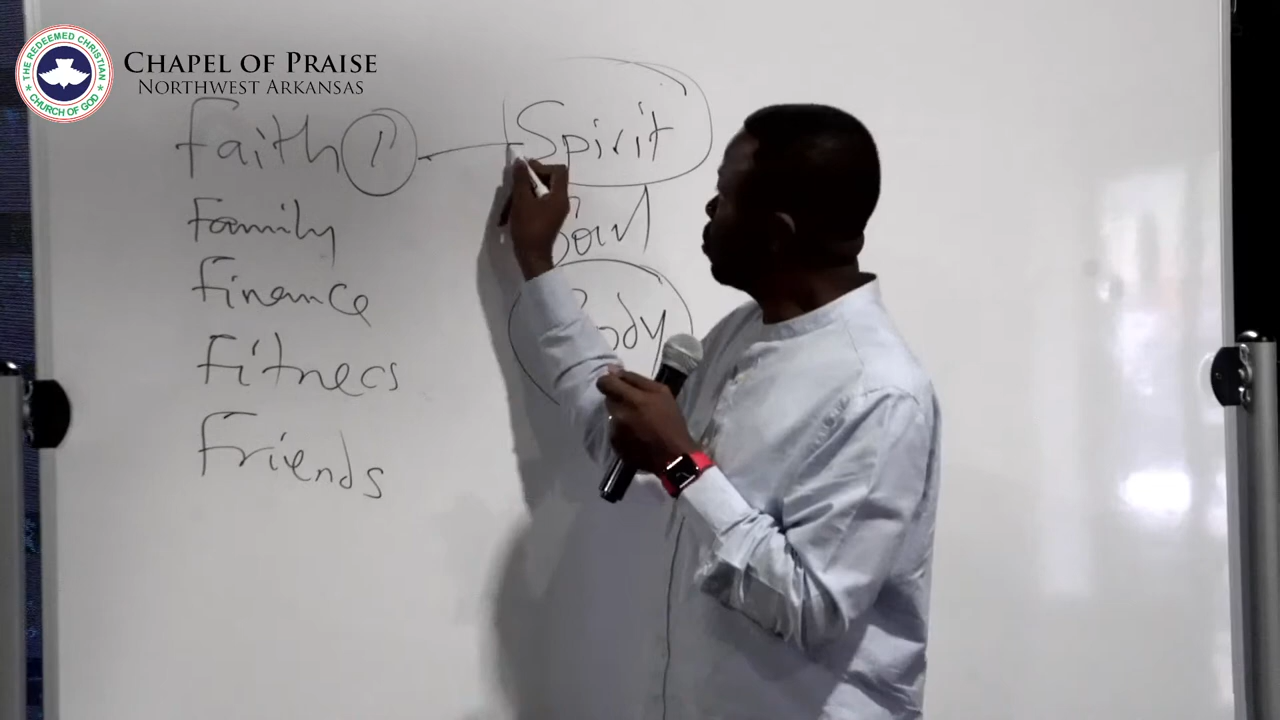 THE REDEEMED CHRISTIAN
CHURCH OF GOD
CHAPEL OF PRAISE
NORTHWEST ARKANSAS
Faith 1
Family
Finance
Fitness
Friends
Spirit
Soul
Body